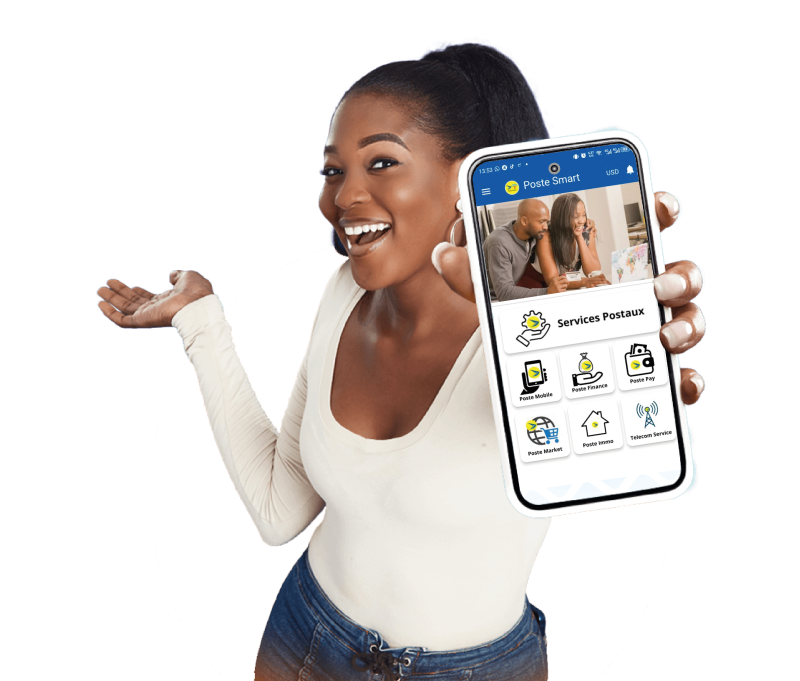 13:53
Poste Smart
USD
Services Postaux
Poste Mobile
Poste Finance
Poste Pay
Poste Market
Poste Immo
Telecom Service